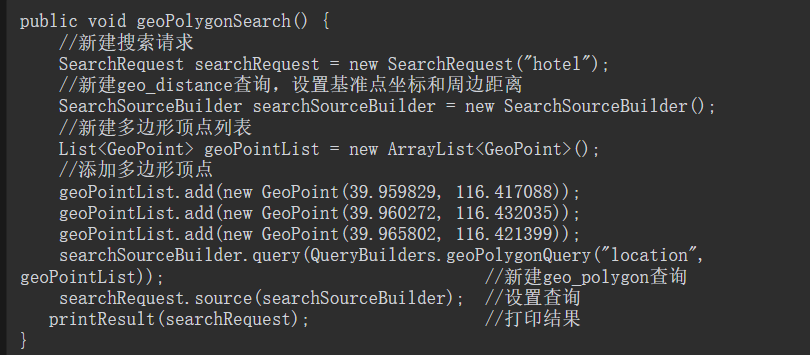 public void geoPolygonSearch() {
    //新建搜索请求
    SearchRequest searchRequest = new SearchRequest("hotel");
    //新建geo_distance查询，设置基准点坐标和周边距离
    SearchSourceBuilder searchSourceBuilder = new SearchSourceBuilder();
    //新建多边形顶点列表
    List<GeoPoint> geoPointList = new ArrayList<GeoPoint>();
    //添加多边形顶点
    geoPointList.add(new GeoPoint(39.959829, 116.417088));
    geoPointList.add(new GeoPoint(39.960272, 116.432035));
    geoPointList.add(new GeoPoint(39.965802, 116.421399));
    searchSourceBuilder.query(QueryBuilders.geoPolygonQuery("location",
geoPointList));                             //新建geo_polygon查询
    searchRequest.source(searchSourceBuilder);  //设置查询
   printResult(searchRequest);                  //打印结果
}